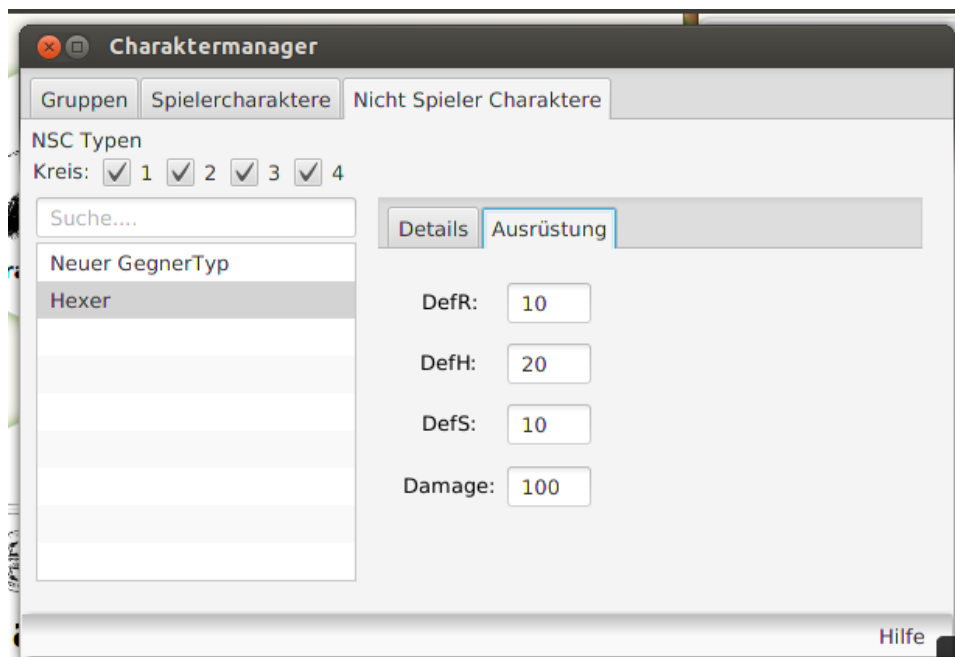 Charaktermanager
Gruppen Spielercharaktere Nicht Spieler Charaktere
NSC Typen
Kreis: 1 2 3 4
Suche....
Neuer GegnerTyp
Hexer
Details Ausrüstung
DefR: 10
DefH: 20
DefS: 10
Damage: 100
Hilfe